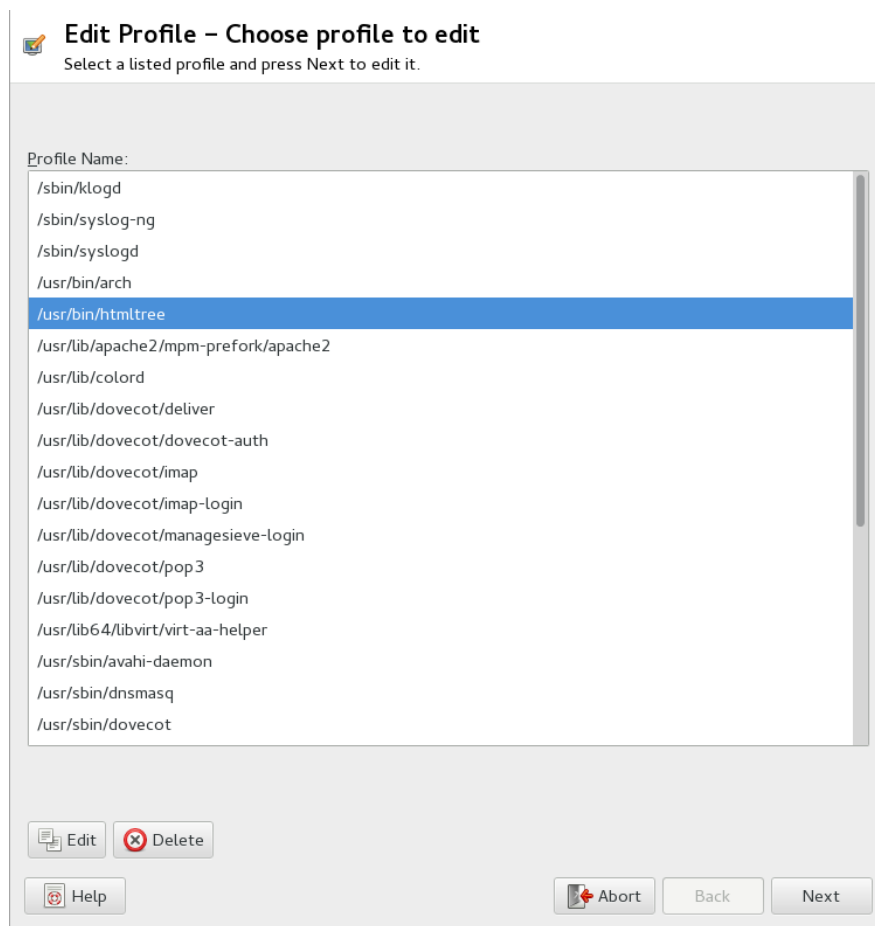 Edit Profile – Choose profile to edit
Select a listed profile and press Next to edit it.
Profile Name:
/sbin/klogd
/sbin/syslog-ng
/sbin/syslogd
/usr/bin/arch
/usr/bin/htmltree
/usr/lib/apache2/mpm-prefork/apache2
/usr/lib/colord
/usr/lib/dovecot/deliver
/usr/lib/dovecot/dovecot-auth
/usr/lib/dovecot/imap
/usr/lib/dovecot/imap-login
/usr/lib/dovecot/managesieve-login
/usr/lib/dovecot/pop3
/usr/lib/dovecot/pop3-login
/usr/lib64/libvirt/virt-aa-helper
/usr/sbin/avahi-daemon
/usr/sbin/dnsmasq
/usr/sbin/dovecot
Edit Delete
Help Abort Back Next